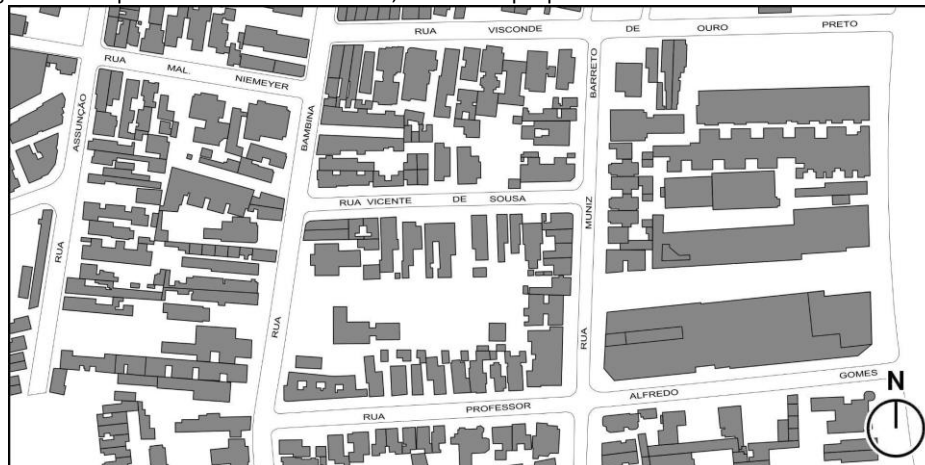 RUA VISCONDE DE OURO PRETO
RUA MAL. NIEMEYER
RUA ASSUNÇÃO
RUA BAMBINA
RUA MUNIZ BARRETO
RUA VICENTE DE SOUSA
RUA PROFESSOR ALFREDO GOMES
N